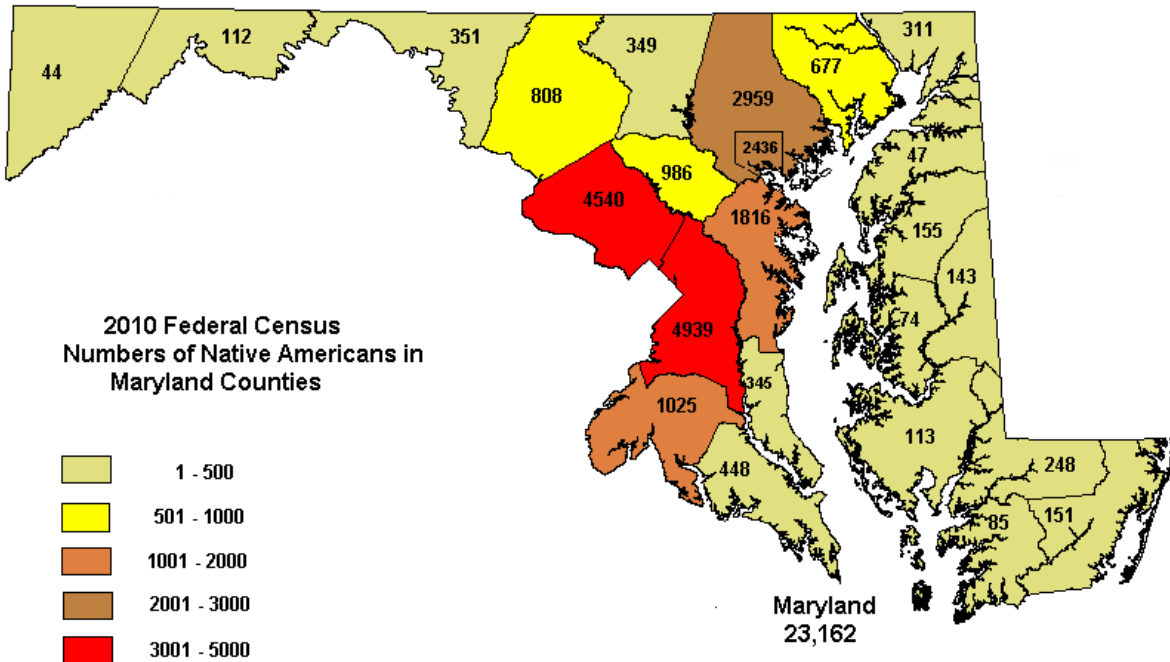 44
112
351
808
349
2959
2436
677
311
986
4540
1816
47
155
143
74
4939
345
1025
448
113
248
85
151
2010 Federal Census
Numbers of Native Americans in
Maryland Counties
1 - 500
501 - 1000
1001 - 2000
2001 - 3000
3001 - 5000
Maryland
23,162